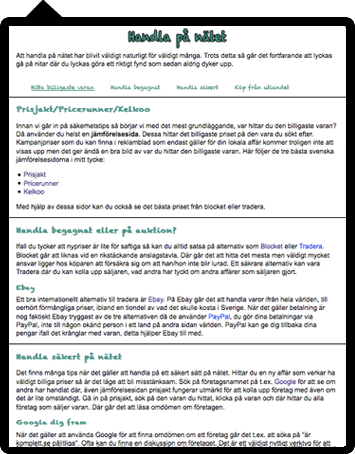 Handla på nätet
Att handla på nätet har blivit väldigt naturligt för väldigt många. Trots detta så går det fortfarande att lyckas
gå på nitar där du lyckas göra ett riktigt fynd som sedan aldrig dyker upp.
Hitta billigaste varan Handla begagnat Handla säkert Köp från utlandet
Prisjakt/Pricerunner/Kelkoo
Innan vi går in på säkerhetstips så börjar vi med det mest grundläggande, var hittar du den billigaste varan?
Då använder du helst en jämförelsesida. Dessa hittar det billigaste priset på den vara du sökt efter.
Kampanjpriser som du kan finna i reklamblad som endast gäller för din lokala affär kommer troligen inte att
visas upp men det ger ändå en bra bild av var du hittar den billigaste varan. Här följer de tre bästa svenska
jämförelsesidorna i mitt tycke:
Prisjakt
Pricerunner
Kelkoo
Med hjälp av dessa sidor kan du också se det bästa priset från blocket eller tradera.
Handla begagnat eller på auktion?
Ifall du tycker att nypriser är lite för saftiga så kan du alltid satsa på alternativ som Blocket eller Tradera.
Blocket går att liknas vid en rikstäckande anslagstavla. Där går det att hitta det mesta men väldigt mycket
ansvar ligger hos köparen att försäkra sig om att han/hon inte blir lurad. Ett säkrare alternativ kan vara
Tradera där du kan kolla upp säljaren, vad andra har tyckt om andra affärer som säljaren gjort.
Ebay
Ett bra internationellt alternativ till tradera är Ebay. På Ebay går det att handla varor ifrån hela världen, till
oerhört förmånliga priser, ibland en tiondel av vad det skulle kosta i Sverige. När det gäller betalning är
nog faktiskt Ebay tryggast av de tre alternativen då de använder PayPal, du gör dina betalningar via
PayPal, inte till någon okänd person i ett land på andra sidan världen. PayPal kan ge dig tillbaka dina
pengar ifall det krånglar med varan, detta hjälper Ebay till med.
Handla säkert på nätet
Det finns många tips när det gäller att handla på ett säkert sätt på nätet. Hittar du en ny affär som verkar ha
väldigt billiga priser så är det läge att bli misstänksam. Sök på företagsnamnet på t.ex. Google för att se om
andra har handlat där, även jämförelsesidan prisjakt fungerar utmärkt för att kolla upp företag med även om
det är lite omständigt. Gå in på prisjakt, sök på den varan du hittat, klicka på varan och där hittar du alla
företag som säljer varan. Där går det att läsa omdömen om företagen.
Googla dig fram
När det gäller att använda Google för att finna omdömen om ett företag går det t.ex. att söka på "är
komplett.se pålitliga". Ofta kan du finna en diskussion om företaget. Det är ett väldigt nyttigt verktyg för att